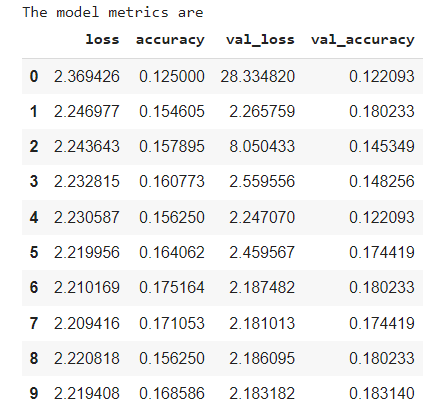 The model metrics are
loss accuracy val_loss val_accuracy
0 2.369426 0.125000 28.334820 0.122093
1 2.246977 0.154605 2.265759 0.180233
2 2.243643 0.157895 8.050433 0.145349
3 2.232815 0.160773 2.559556 0.148256
4 2.230587 0.156250 2.247070 0.122093
5 2.219956 0.164062 2.459567 0.174419
6 2.210169 0.175164 2.187482 0.180233
7 2.209416 0.171053 2.181013 0.174419
8 2.220818 0.156250 2.186095 0.180233
9 2.219408 0.168586 2.183182 0.183140